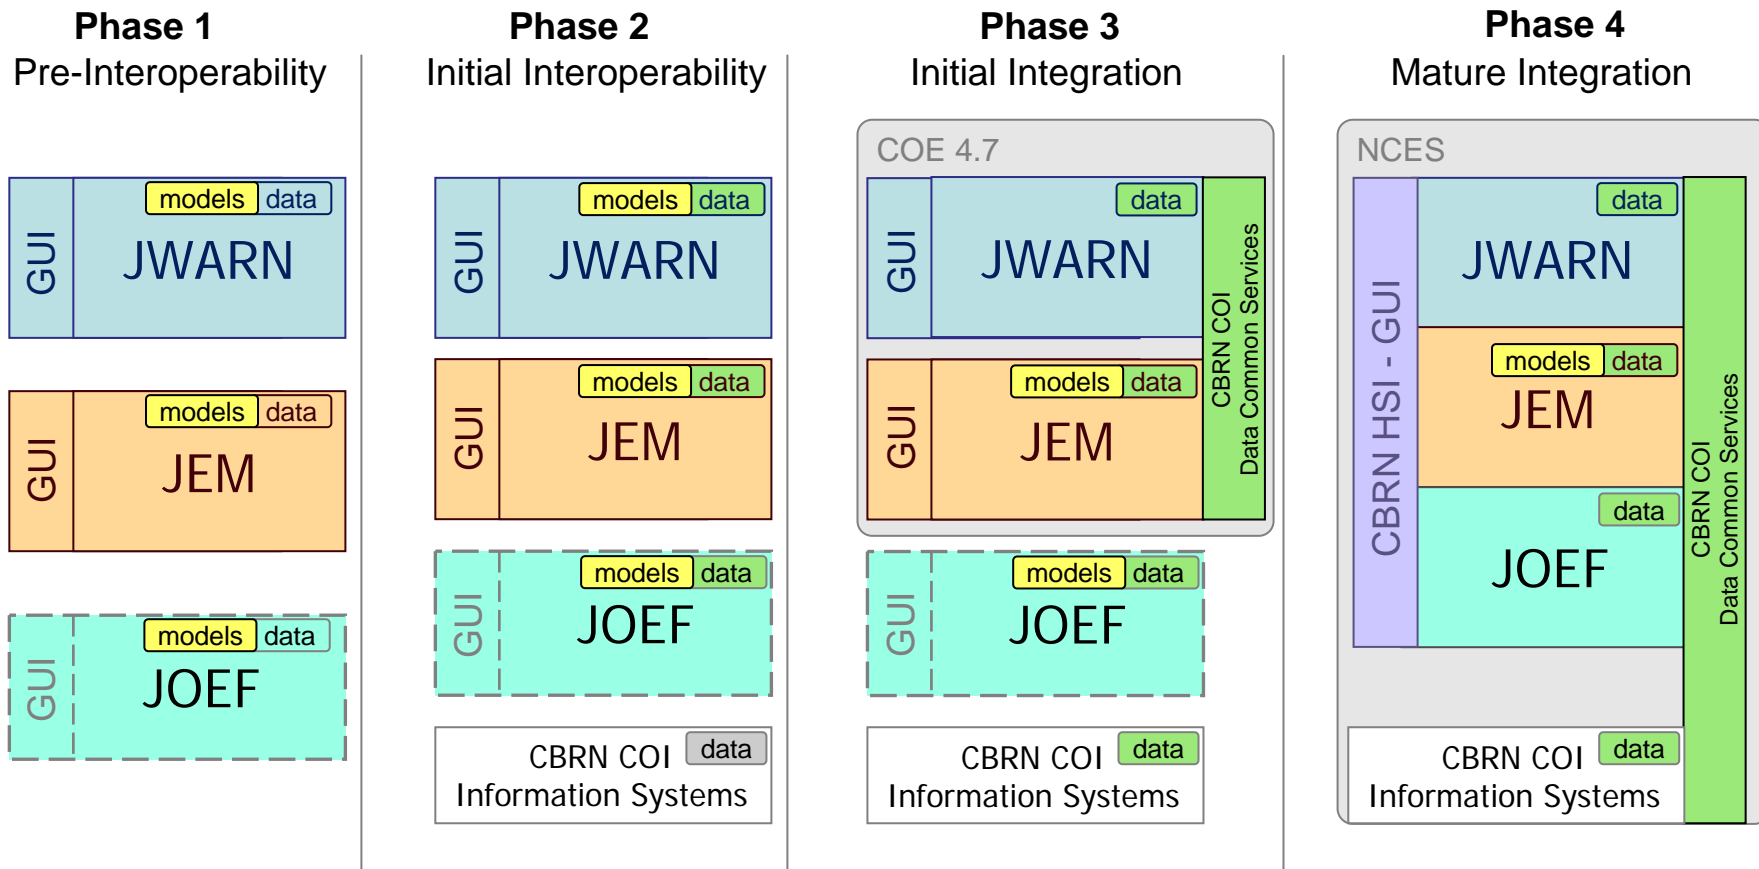 Phase 1
Pre-Interoperability
GUI
models data
JWARN
GUI
models data
JEM
GUI
models data
JOEF
Phase 2
Initial Interoperability
GUI
models data
JWARN
GUI
models data
JEM
GUI
models data
JOEF
CBRN COI data
Information Systems
Phase 3
Initial Integration
COE 4.7
GUI
data
JWARN
GUI
models data
JEM
CBRN COI
Data Common Services
GUI
models data
JOEF
CBRN COI data
Information Systems
Phase 4
Mature Integration
NCES
CBRN HSI - GUI
data
JWARN
models data
JEM
data
JOEF
CBRN COI
Data Common Services
CBRN COI data
Information Systems